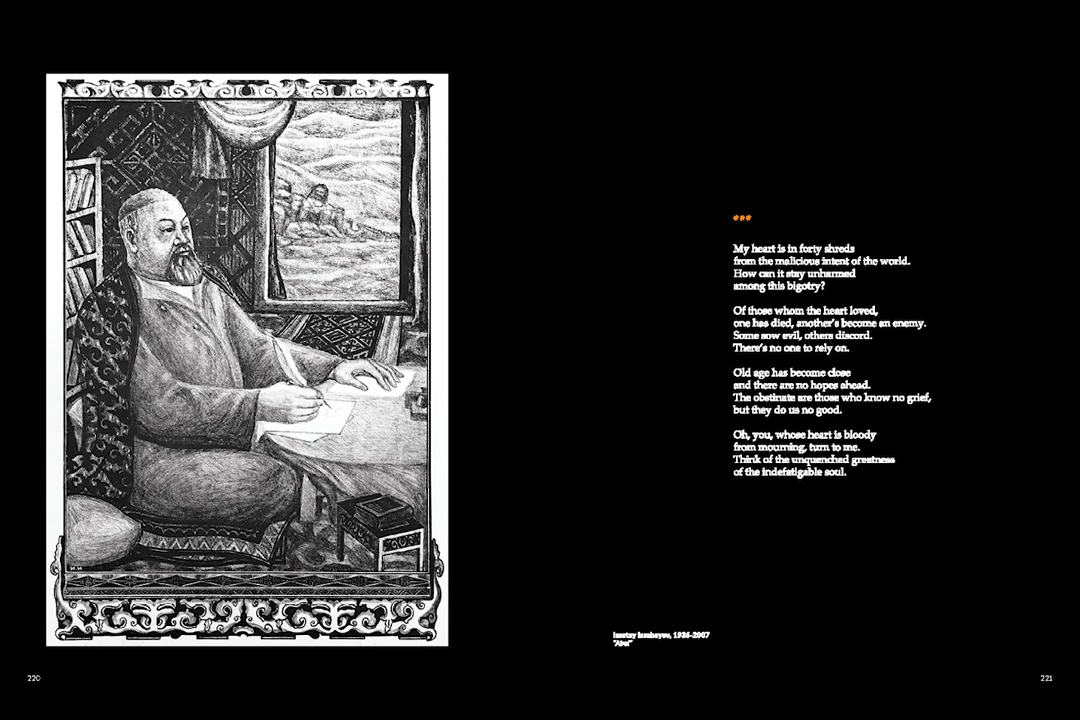 ***
My heart is in forty shreds
from the malicious intent of the world.
How can it stay unharmed
among this bigotry?
Of those whom the heart loved,
one has died, another's become an enemy.
Some sow evil, others discord.
There's no one to rely on.
Old age has become close
and there are no hopes ahead.
The obstinate are those who know no grief,
but they do us no good.
Oh, you, whose heart is bloody
from mourning, turn to me.
Think of the unquenched greatness
of the indefatigable soul.
Isatay Isabayev, 1936-2007
"Abai"
220
221